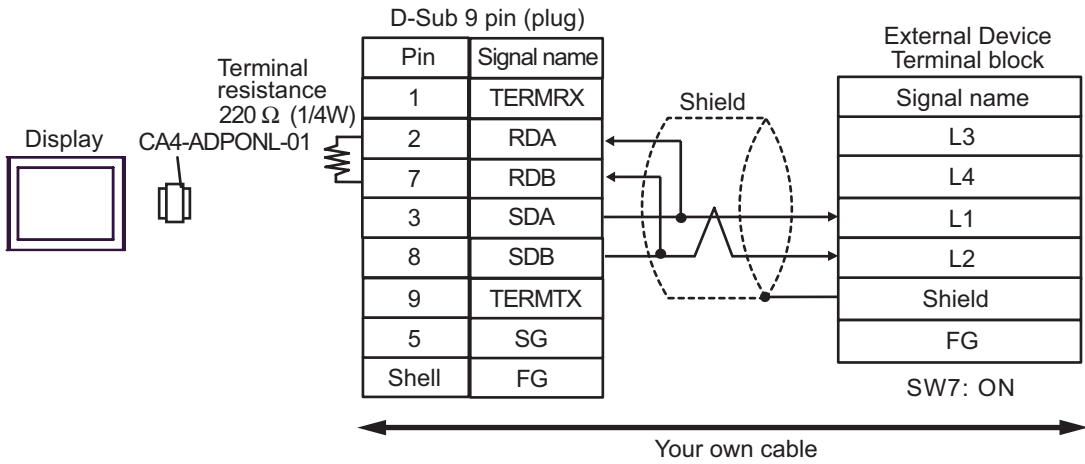 D-Sub 9 pin (plug)
Pin Signal name
1 TERMRX
2 RDA
7 RDB
3 SDA
8 SDB
9 TERMTX
5 SG
Shell FG
Terminal
resistance
220 Ω (1/4W)
Display
CA4-ADPONL-01
Shield
External Device
Terminal block
Signal name
L3
L4
L1
L2
Shield
FG
SW7: ON
Your own cable